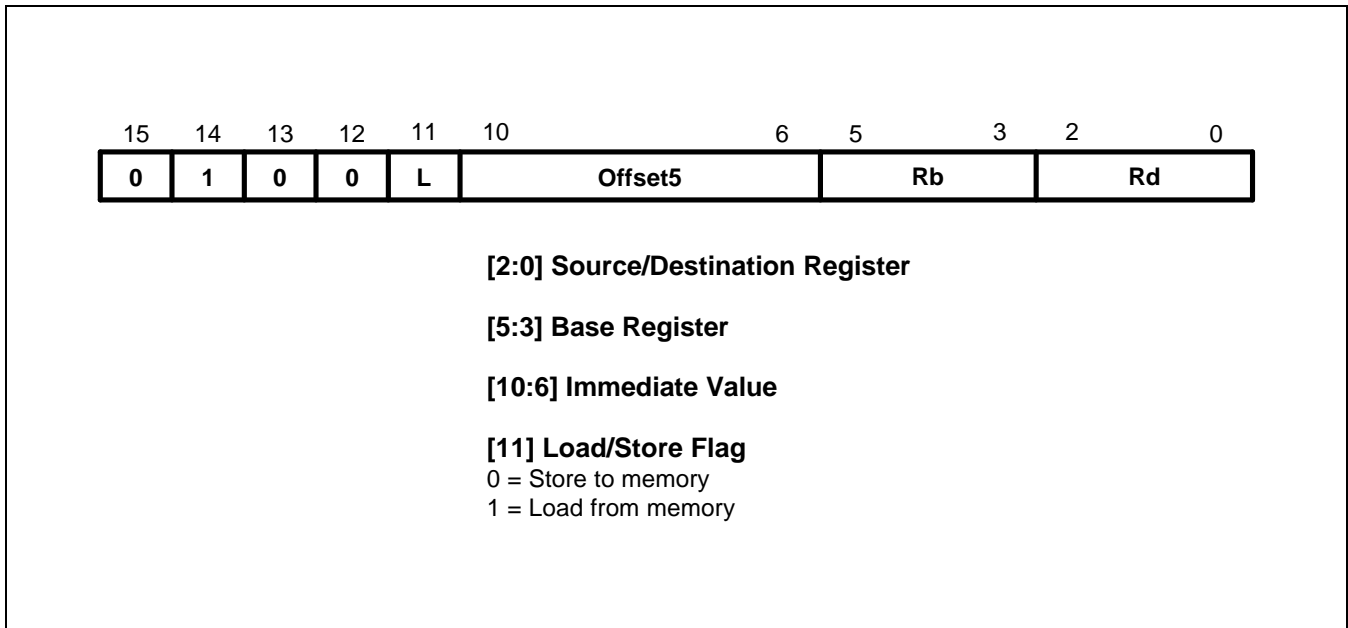 15 14 13 12 11 10 6 5 3 2 0
0 1 0 0 L Offset5 Rb Rd
[2:0] Source/Destination Register
[5:3] Base Register
[10:6] Immediate Value
[11] Load/Store Flag
0 = Store to memory
1 = Load from memory